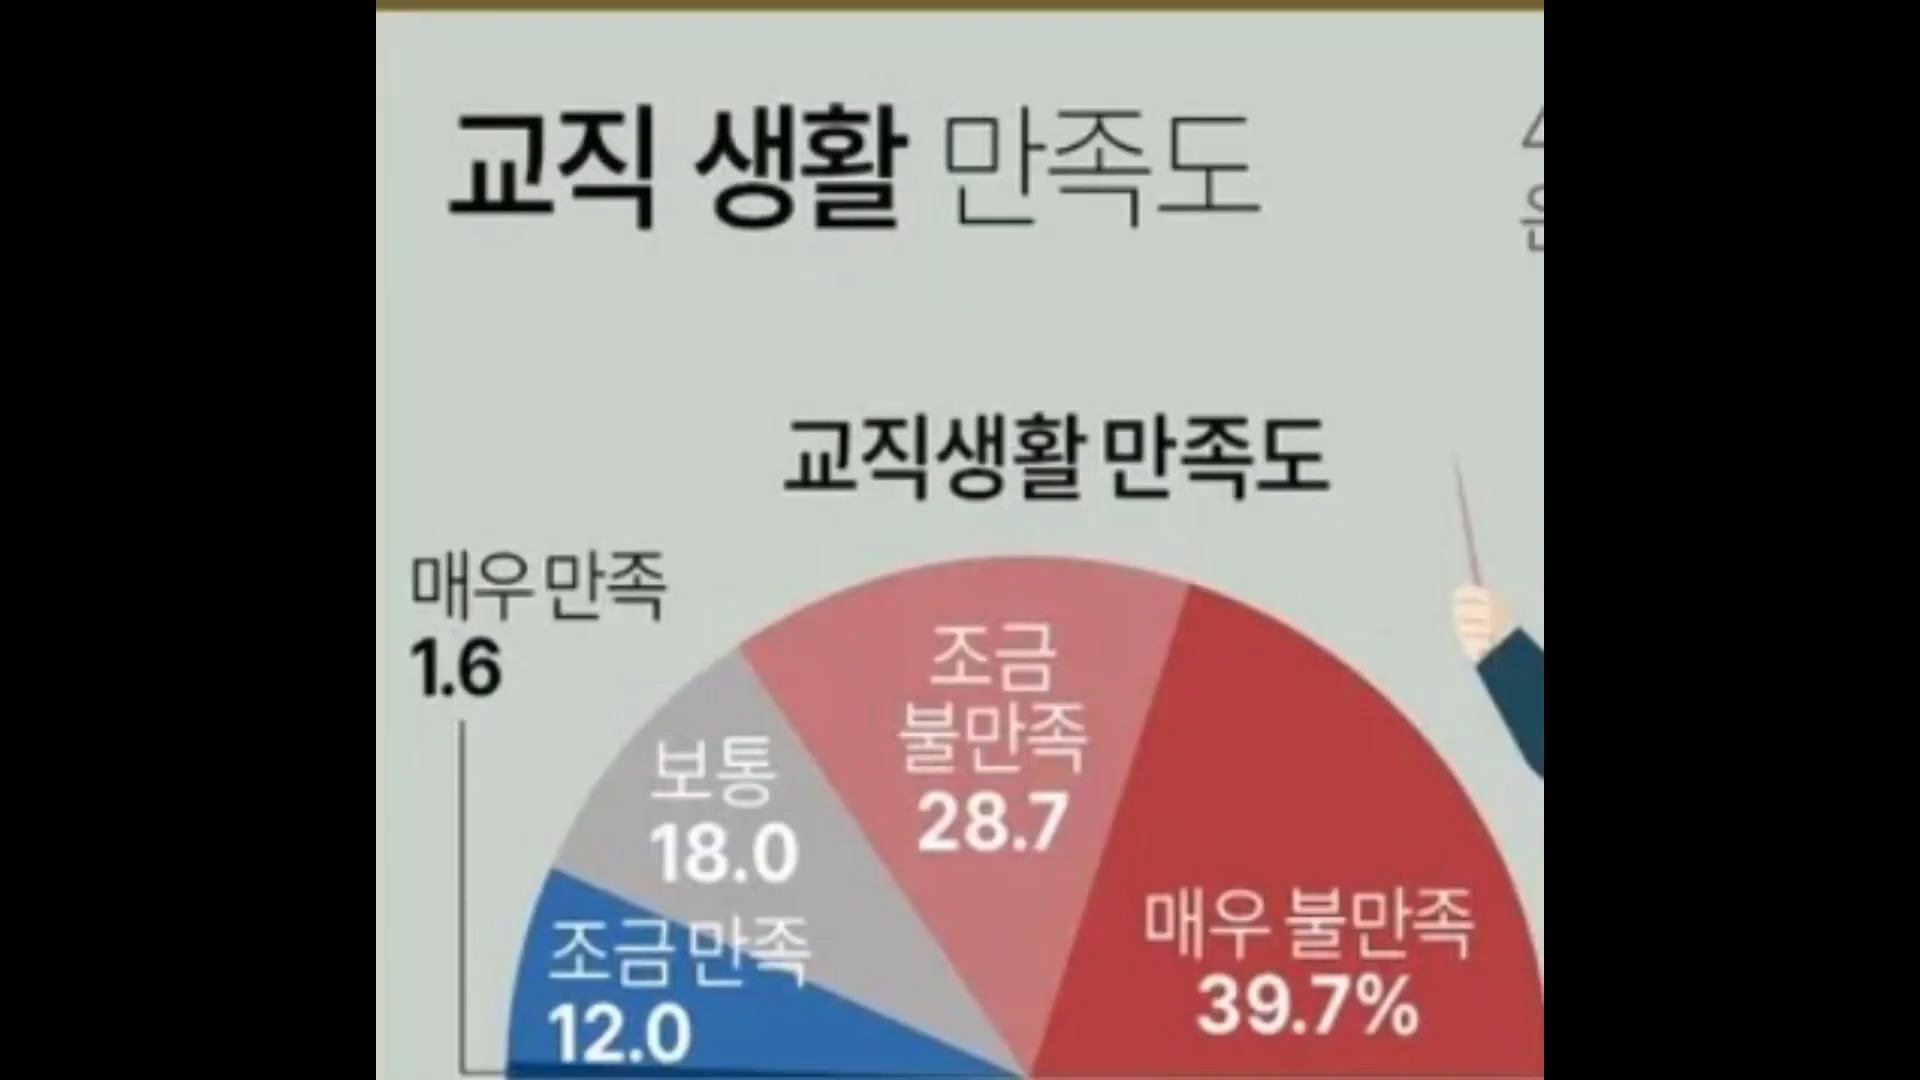 교직 생활 만족도
교직생활 만족도
매우 만족
1.6
조금
불만족
28.7
보통
18.0
매우 불만족
39.7%
조금 만족
12.0